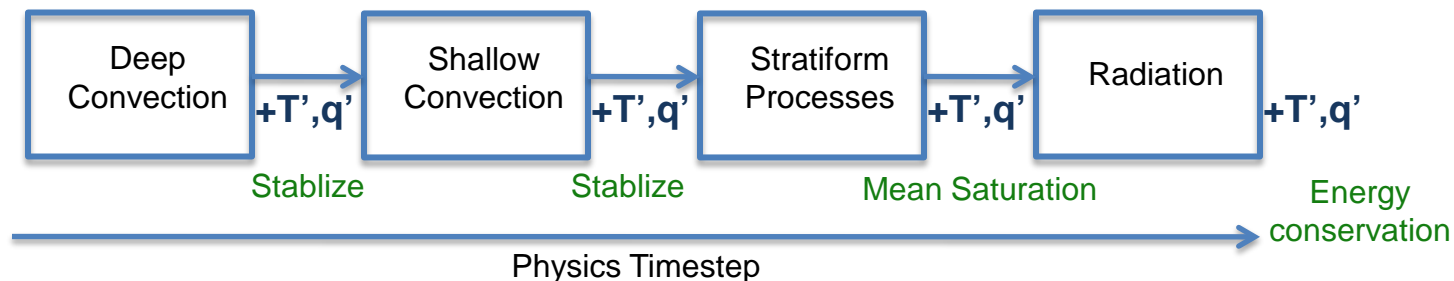 Deep
Convection
+T’,q’
Shallow
Convection
+T’,q’
Stratiform
Processes
+T’,q’
Radiation
+T’,q’
Stablize
Stablize
Mean Saturation
Energy
conservation
Physics Timestep